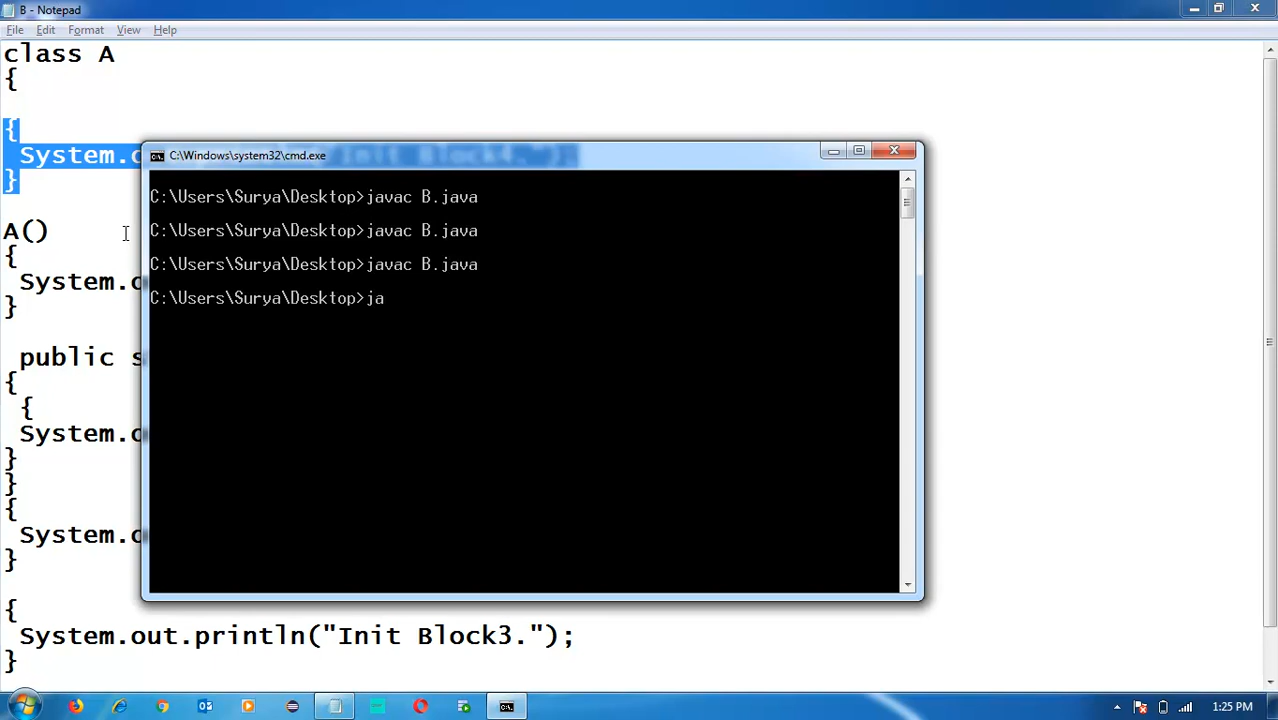 B - Notepad
File Edit Format View Help
class A
{
{
System.
Init Block4.");
}
A()
{
System.
}
public
{
{
System.
}
}
{
System.
}
{
System.out.println("Init Block3.");
}
C:\Windows\system32\cmd.exe
C:\Users\Surya\Desktop>javac B.java
C:\Users\Surya\Desktop>javac B.java
C:\Users\Surya\Desktop>javac B.java
C:\Users\Surya\Desktop>ja
1:25 PM